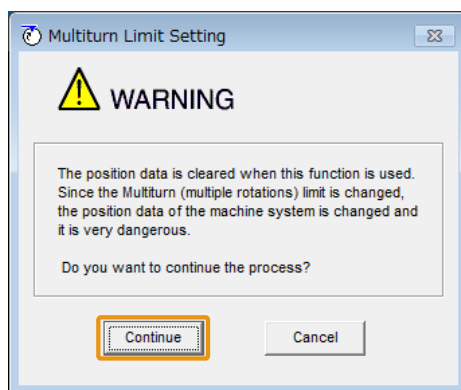 Multiturn Limit Setting
WARNING
The position data is cleared when this function is used.
Since the Multiturn (multiple rotations) limit is changed,
the position data of the machine system is changed and
it is very dangerous.
Do you want to continue the process?
Continue
Cancel